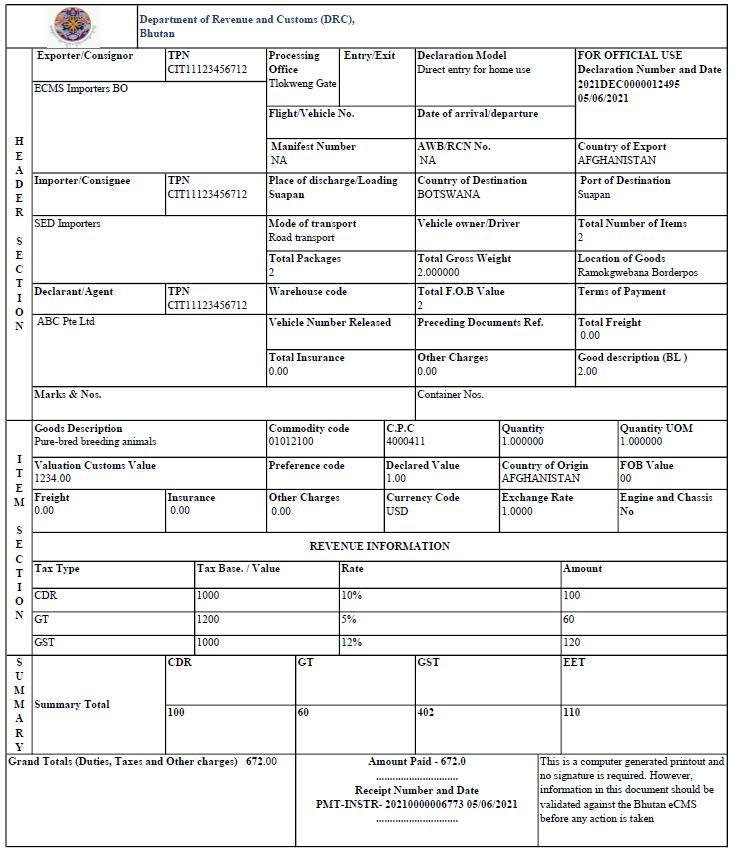 Department of Revenue and Customs (DRC),
Bhutan
HEADER SECTION
Exporter/Consignor
TPN
CIT11123456712
ECMS Importers BO
Processing
Office
Tlokweng Gate
Entry/Exit
Declaration Model
Direct entry for home use
FOR OFFICIAL USE
Declaration Number and Date
2021DEC0000012495
05/06/2021
Flight/Vehicle No.
Date of arrival/departure
Manifest Number
NA
AWB/RCN No.
NA
Country of Export
AFGHANISTAN
Importer/Consignee
TPN
CIT11123456712
Place of discharge/Loading
Suapan
Country of Destination
BOTSWANA
Port of Destination
Suapan
SED Importers
Mode of transport
Road transport
Vehicle owner/Driver
Total Number of Items
2
Total Packages
2
Total Gross Weight
2.000000
Location of Goods
Ramokgwebana Borderpos
Declarant/Agent
TPN
CIT11123456712
Warehouse code
Total F.O.B Value
2
Terms of Payment
ABC Pte Ltd
Vehicle Number Released
Preceding Documents Ref.
Total Freight
0.00
Total Insurance
0.00
Other Charges
0.00
Good description (BL )
2.00
Marks & Nos.
Container Nos.
ITEM SECTION
Goods Description
Pure-bred breeding animals
Commodity code
01012100
C.P.C
4000411
Quantity
1.000000
Quantity UOM
1.000000
Valuation Customs Value
1234.00
Preference code
Declared Value
1.00
Country of Origin
AFGHANISTAN
FOB Value
00
Freight
0.00
Insurance
0.00
Other Charges
0.00
Currency Code
USD
Exchange Rate
1.0000
Engine and Chassis
No
REVENUE INFORMATION
Tax Type
Tax Base. / Value
Rate
Amount
CDR
1000
10%
100
GT
1200
5%
60
GST
1000
12%
120
SUMMARY
Summary Total
CDR
GT
GST
EET
100
60
402
110
Grand Totals (Duties, Taxes and Other charges) 672.00
Amount Paid - 672.0
..............................
Receipt Number and Date
PMT-INSTR- 20210000006773 05/06/2021
..............................
This is a computer generated printout and
no signature is required. However,
information in this document should be
validated against the Bhutan eCMS
before any action is taken